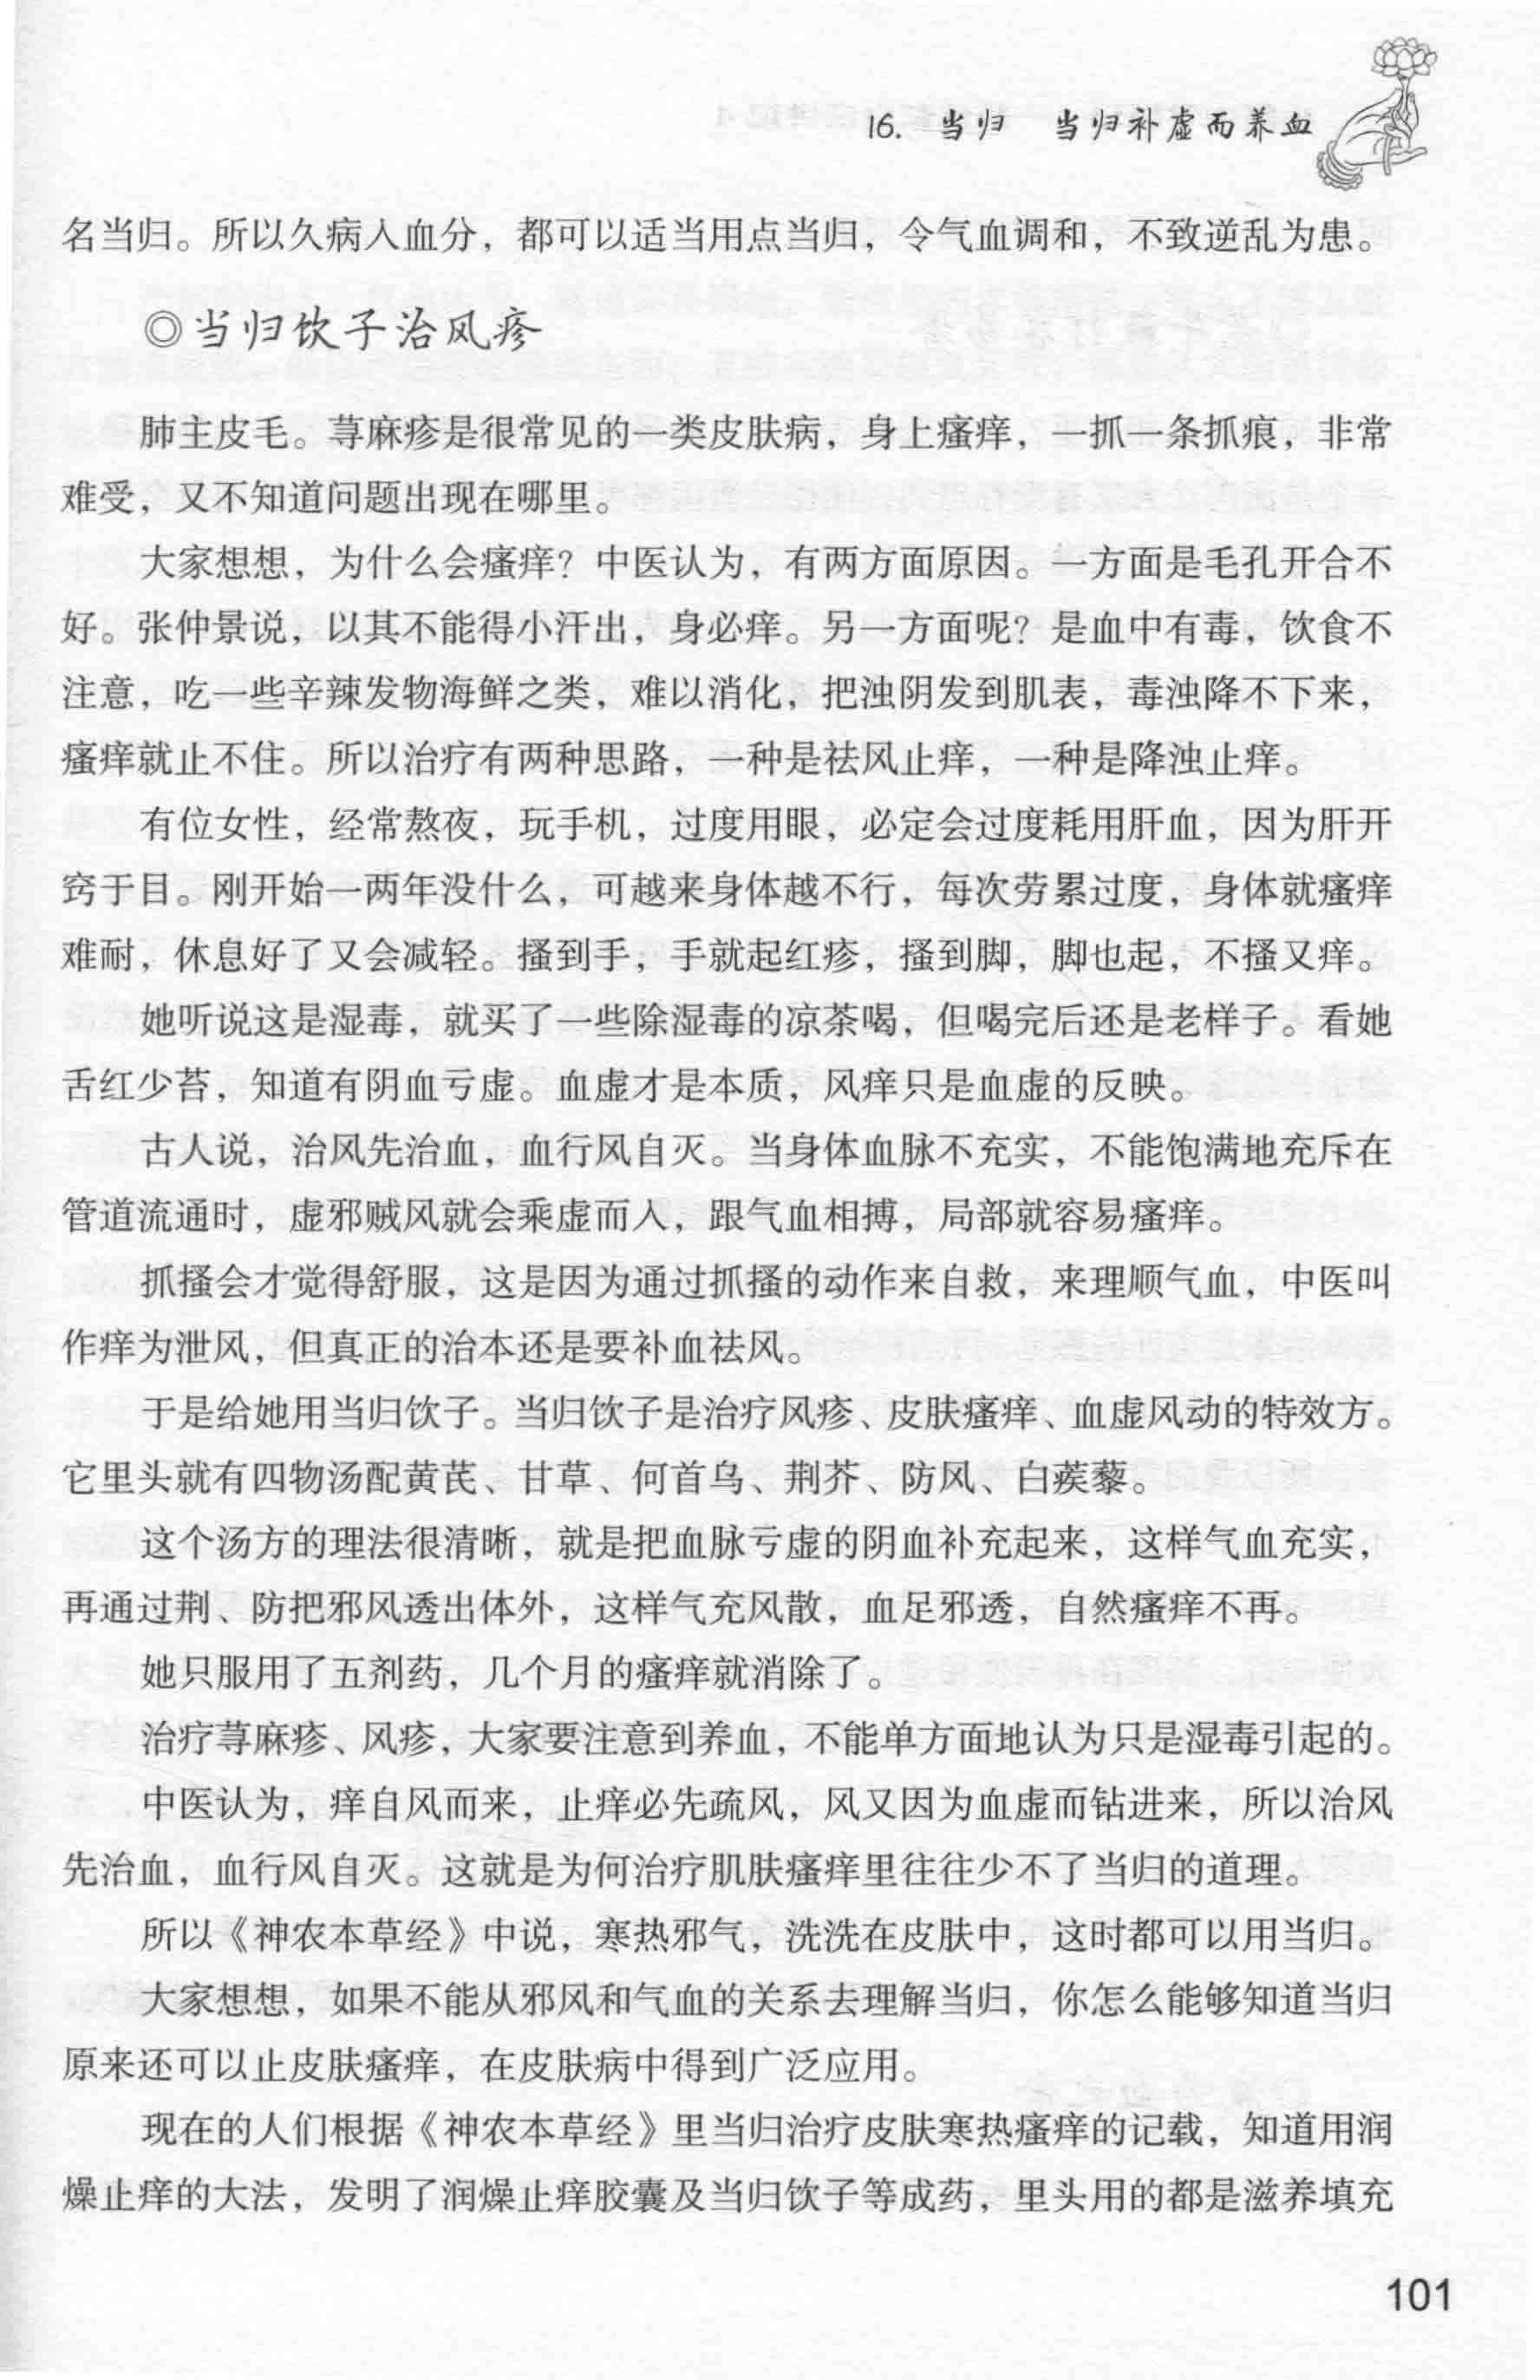 16. 当归　当归补虚而养血
名当归。所以久病入血分，都可以适当用点当归，令气血调和，不致逆乱为患。
◎当归饮子治风疹
肺主皮毛。荨麻疹是很常见的一类皮肤病，身上瘙痒，一抓一条抓痕，非常
难受，又不知道问题出现在哪里。
大家想想，为什么会瘙痒？中医认为，有两方面原因。一方面是毛孔开合不
好。张仲景说，以其不能得小汗出，身必痒。另一方面呢？是血中有毒，饮食不
注意，吃一些辛辣发物海鲜之类，难以消化，把浊阴发到肌表，毒浊降不下来，
瘙痒就止不住。所以治疗有两种思路，一种是祛风止痒，一种是降浊止痒。
有位女性，经常熬夜，玩手机，过度用眼，必定会过度耗用肝血，因为肝开
窍于目。刚开始一两年没什么，可越来身体越不行，每次劳累过度，身体就瘙痒
难耐，休息好了又会减轻。搔到手，手就起红疹，搔到脚，脚也起，不搔又痒。
她听说这是湿毒，就买了一些除湿毒的凉茶喝，但喝完后还是老样子。看她
舌红少苔，知道有阴血亏虚。血虚才是本质，风痒只是血虚的反映。
古人说，治风先治血，血行风自灭。当身体血脉不充实，不能饱满地充斥在
管道流通时，虚邪贼风就会乘虚而入，跟气血相搏，局部就容易瘙痒。
抓搔会才觉得舒服，这是因为通过抓搔的动作来自救，来理顺气血，中医叫
作痒为泄风，但真正的治本还是要补血祛风。
于是给她用当归饮子。当归饮子是治疗风疹、皮肤瘙痒、血虚风动的特效方。
它里头就有四物汤配黄芪、甘草、何首乌、荆芥、防风、白蒺藜。
这个汤方的理法很清晰，就是把血脉亏虚的阴血补充起来，这样气血充实，
再通过荆、防把邪风透出体外，这样气充风散，血足邪透，自然瘙痒不再。
她只服用了五剂药，几个月的瘙痒就消除了。
治疗荨麻疹、风疹，大家要注意到养血，不能单方面地认为只是湿毒引起的。
中医认为，痒自风而来，止痒必先疏风，风又因为血虚而钻进来，所以治风
先治血，血行风自灭。这就是为何治疗肌肤瘙痒里往往少不了当归的道理。
所以《神农本草经》中说，寒热邪气，洗洗在皮肤中，这时都可以用当归。
大家想想，如果不能从邪风和气血的关系去理解当归，你怎么能够知道当归
原来还可以止皮肤瘙痒，在皮肤病中得到广泛应用。
现在的人们根据《神农本草经》里当归治疗皮肤寒热瘙痒的记载，知道用润
燥止痒的大法，发明了润燥止痒胶囊及当归饮子等成药，里头用的都是滋养填充
101